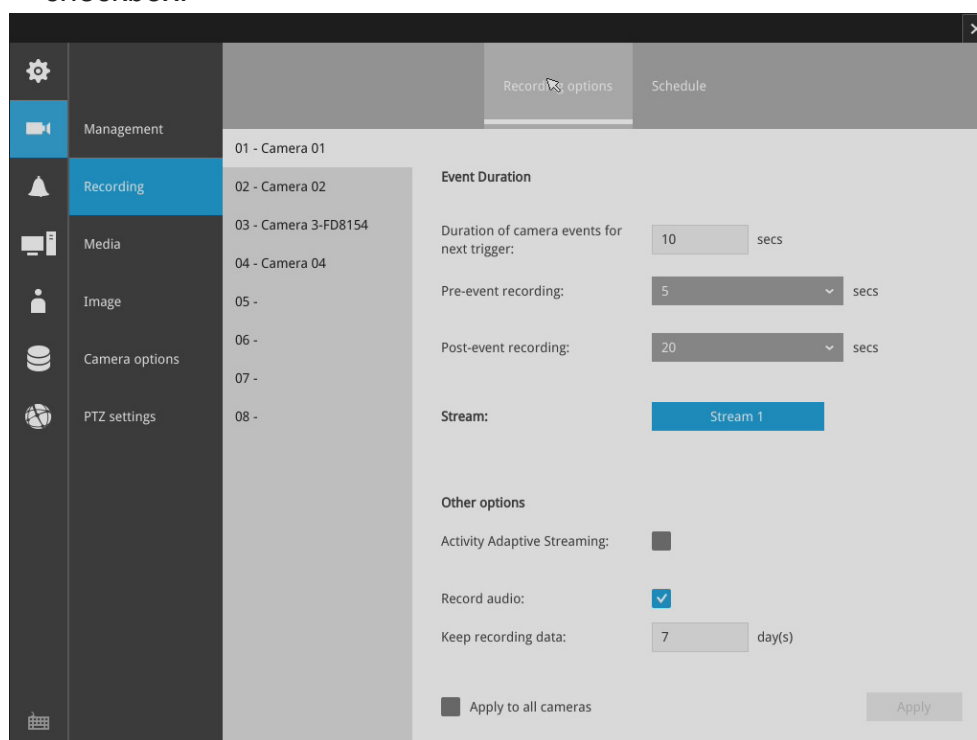 Recording options
Schedule
Management
Recording
Media
Image
Camera options
PTZ settings
01 - Camera 01
02 - Camera 02
03 - Camera 3-FD8154
04 - Camera 04
05 -
06 -
07 -
08 -
Event Duration
Duration of camera events for
next trigger:
10
secs
Pre-event recording:
5
secs
Post-event recording:
20
secs
Stream:
Stream 1
Other options
Activity Adaptive Streaming:
Record audio:
Keep recording data:
7
day(s)
Apply to all cameras
Apply